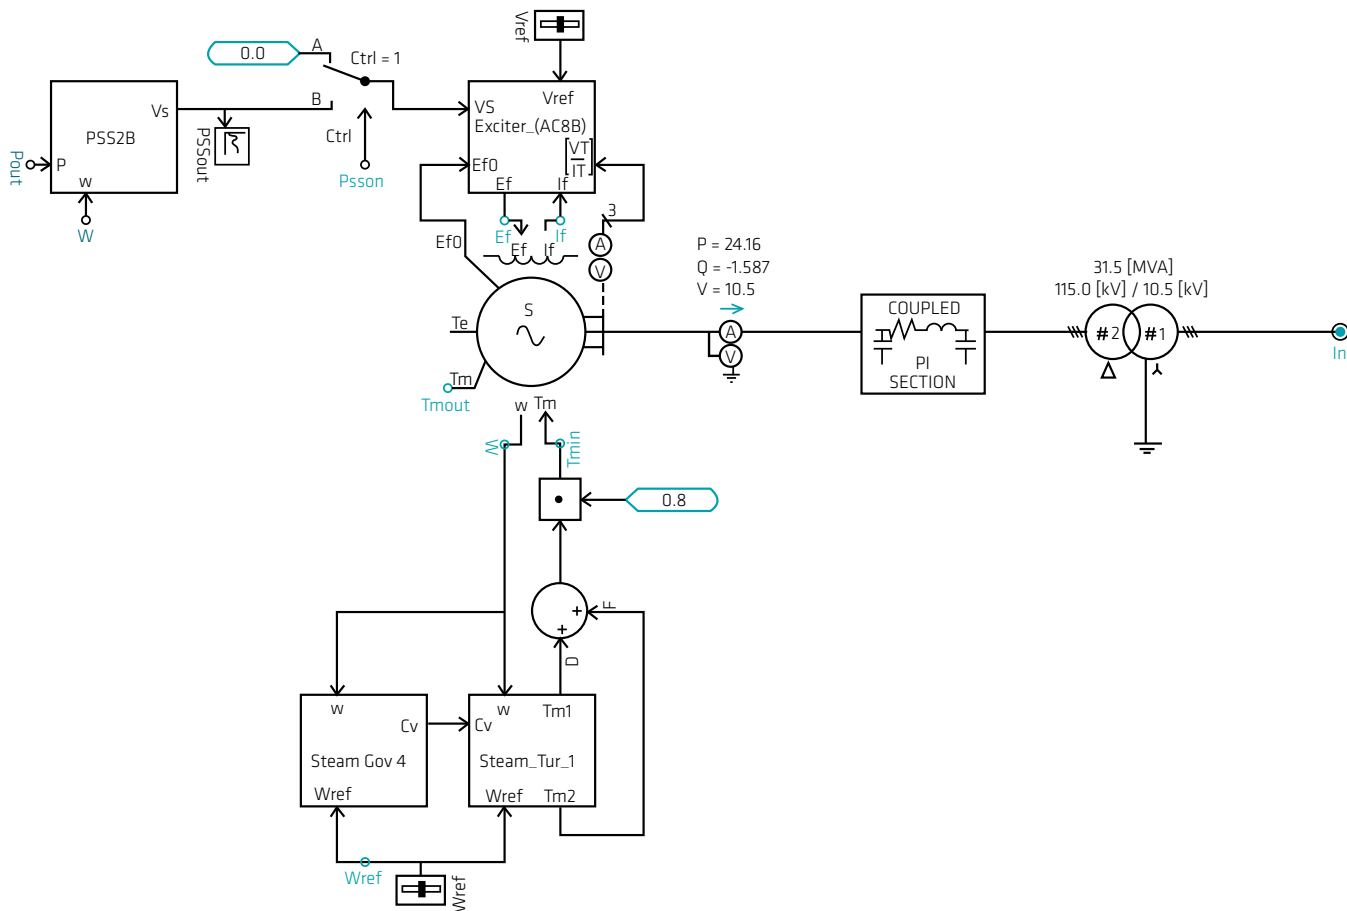 Vref
0.0
A
Ctrl = 1
B
Ctrl
Psson
Vs
PSS2B
P
w
Pout
W
PSSout
VS
Vref
Exciter_(AC8B)
Ef0
VT
IT
Ef
If
3
Ef
If
Ef0
Ef
If
A
V
P = 24.16
Q = -1.587
V = 10.5
A
V
COUPLED
PI
SECTION
31.5 [MVA]
115.0 [kV] / 10.5 [kV]
#2
#1
In
S
Te
Tm
Tmout
w
Tm
W
Tmin
0.8
+
+
F
D
w
Cv
Steam Gov 4
Wref
w
Tm1
Cv
Steam_Tur_1
Wref
Tm2
Wref
Wref